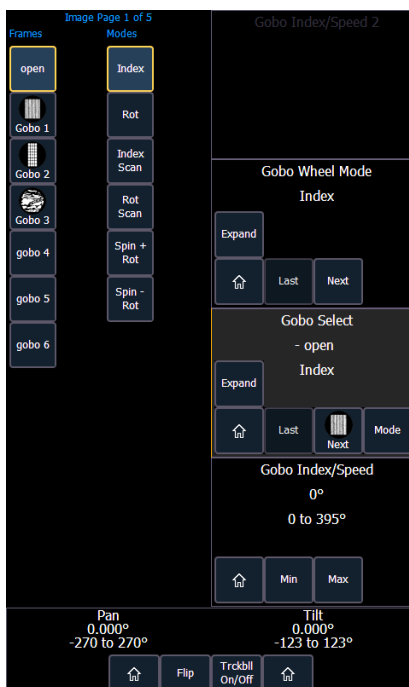 Image Page 1 of 5
Frames
Modes
open
Index
Gobo 1
Rot
Gobo 2
Index
Scan
Gobo 3
Rot
Scan
gobo 4
Spin +
Rot
gobo 5
Spin -
Rot
gobo 6
Gobo Index/Speed 2
Gobo Wheel Mode
Index
Expand
Last
Next
Gobo Select
- open
Index
Expand
Last
Next
Mode
Gobo Index/Speed
0°
0 to 395°
Min
Max
Pan
0.000°
-270 to 270°
Tilt
0.000°
-123 to 123°
Flip
Trckbll
On/Off